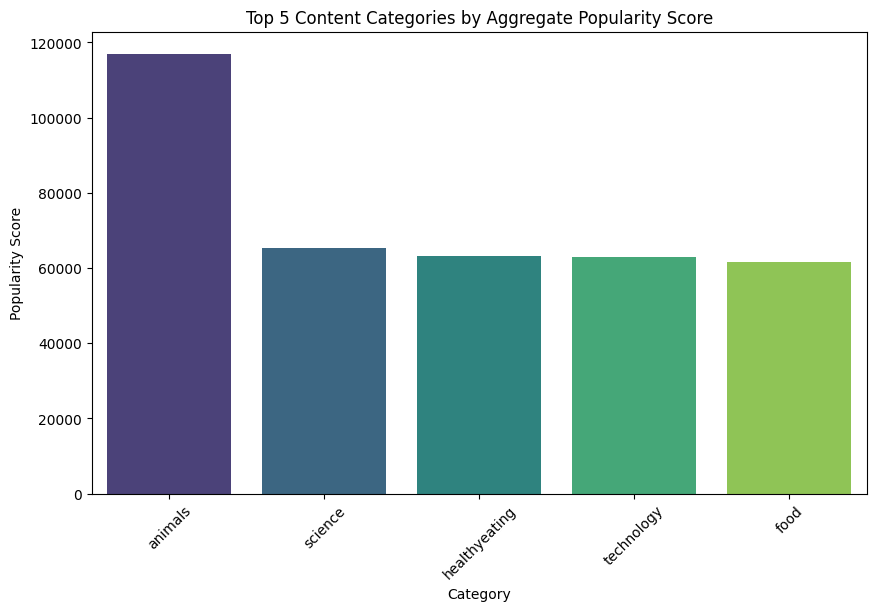 Top 5 Content Categories by Aggregate Popularity Score
Popularity Score
120000
100000
80000
60000
40000
20000
0
animals
science
healthyeating
technology
food
Category